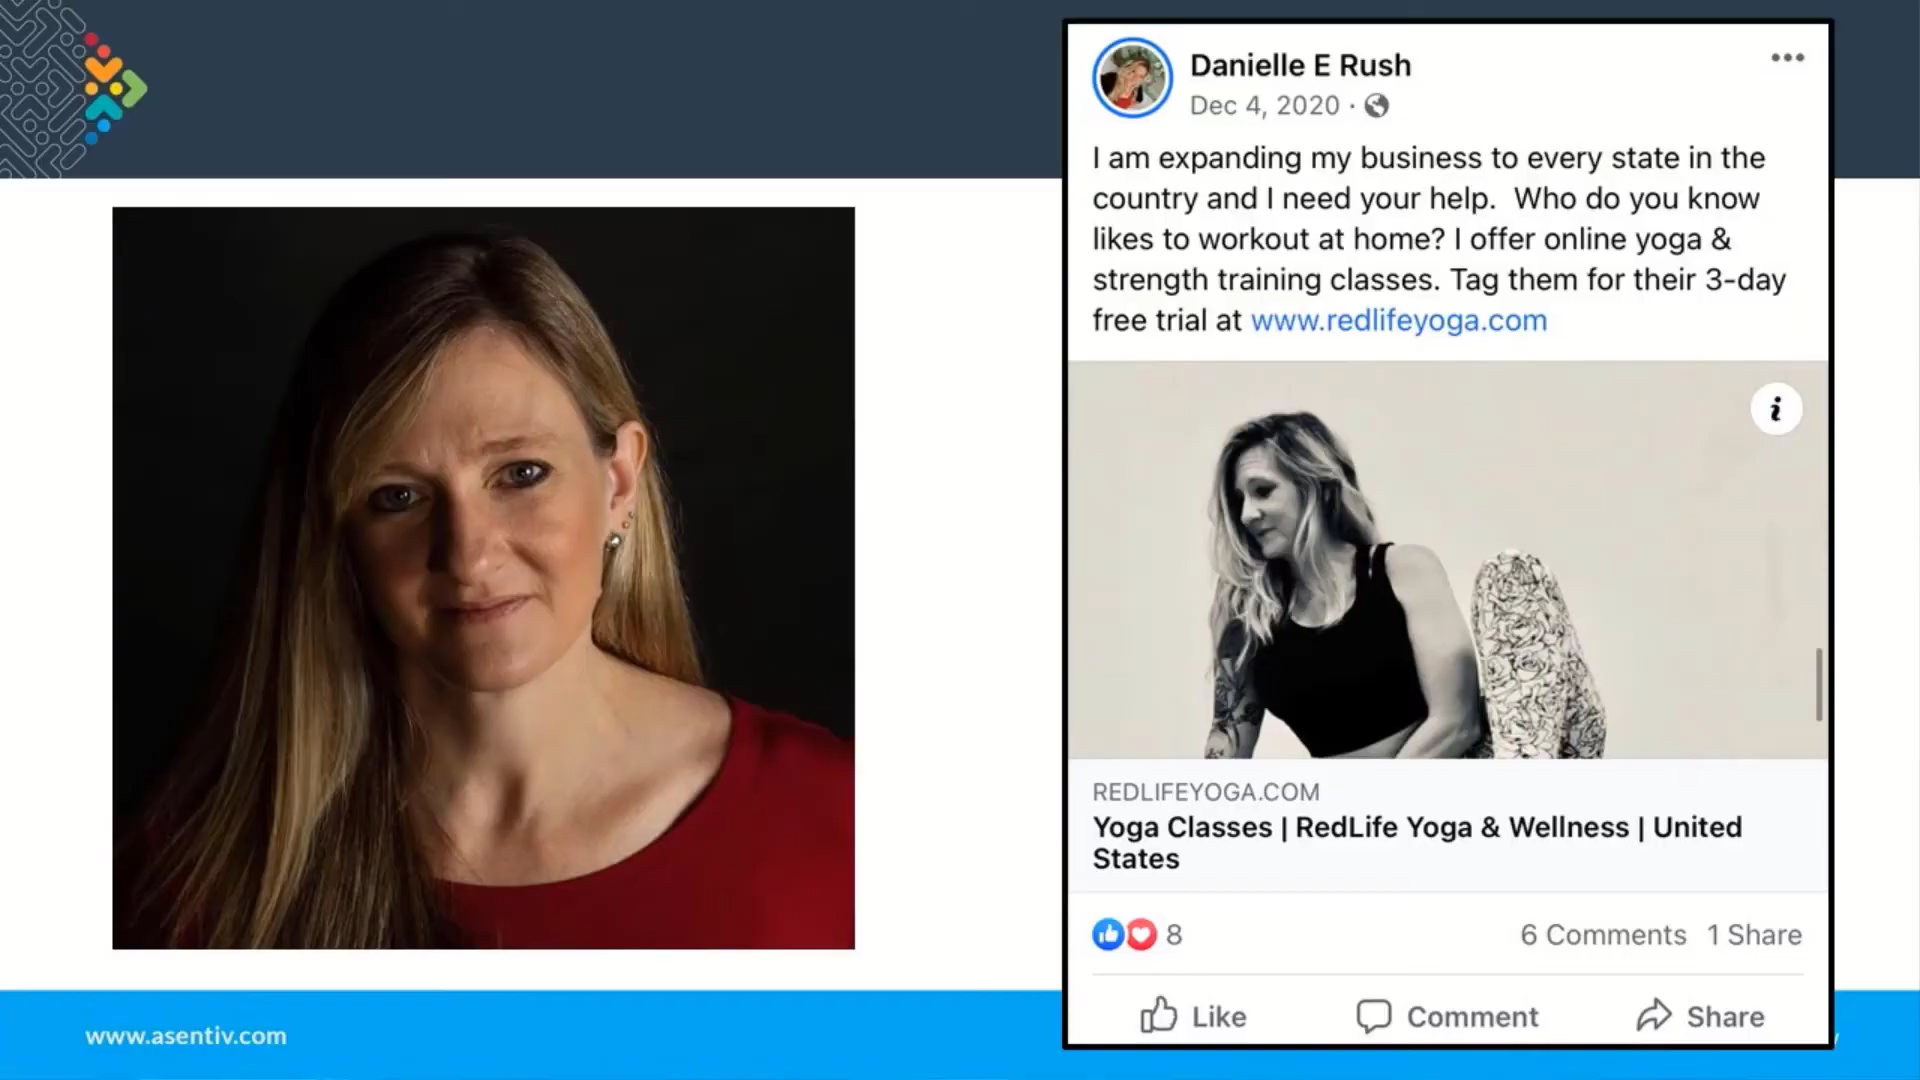 Danielle E Rush
Dec 4, 2020 ·
I am expanding my business to every state in the
country and I need your help.  Who do you know
likes to workout at home? I offer online yoga &
strength training classes. Tag them for their 3-day
free trial at www.redlifeyoga.com
i
REDLIFEYOGA.COM
Yoga Classes | RedLife Yoga & Wellness | United
States
8
6 Comments 1 Share
Like Comment Share
www.asentiv.com